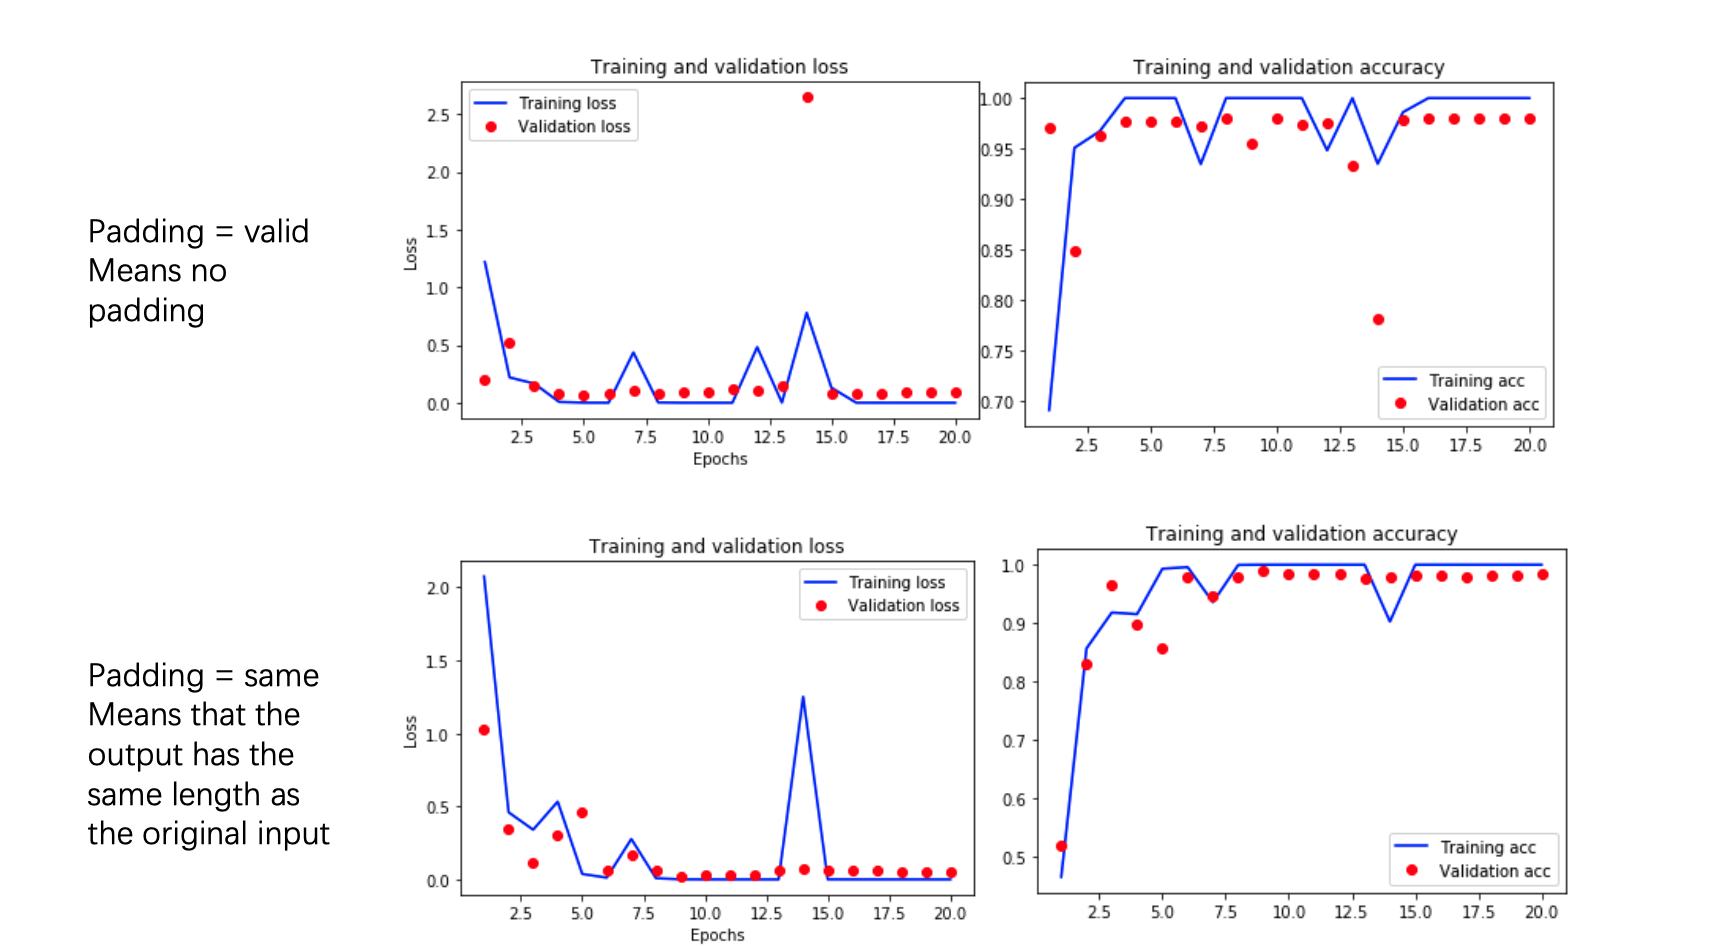 Padding = valid
Means no
padding
Training and validation loss
Training loss
Validation loss
2.5
2.0
1.5
1.0
0.5
0.0
Loss
2.5 5.0 7.5 10.0 12.5 15.0 17.5 20.0
Epochs
Training and validation accuracy
1.00
0.95
0.90
0.85
0.80
0.75
0.70
Training acc
Validation acc
2.5 5.0 7.5 10.0 12.5 15.0 17.5 20.0
Padding = same
Means that the
output has the
same length as
the original input
Training and validation loss
Training loss
Validation loss
2.0
1.5
1.0
0.5
0.0
Loss
2.5 5.0 7.5 10.0 12.5 15.0 17.5 20.0
Epochs
Training and validation accuracy
1.0
0.9
0.8
0.7
0.6
0.5
Training acc
Validation acc
2.5 5.0 7.5 10.0 12.5 15.0 17.5 20.0